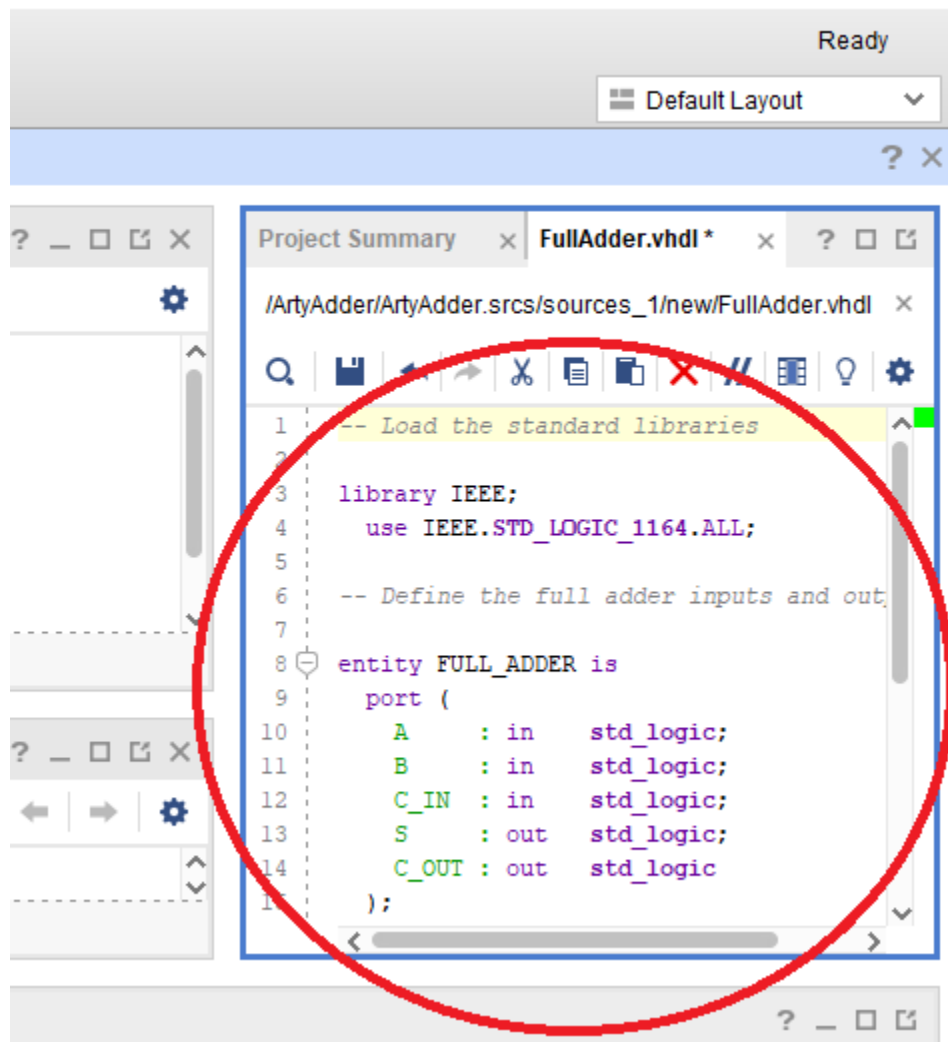 Ready
Default Layout
Project Summary FullAdder.vhdl *
/ArtyAdder/ArtyAdder.srcs/sources_1/new/FullAdder.vhdl
1 -- Load the standard libraries
2
3 library IEEE;
4 use IEEE.STD_LOGIC_1164.ALL;
5
6 -- Define the full adder inputs and
7
8 entity FULL_ADDER is
9 port (
10 A : in std_logic;
11 B : in std_logic;
12 C_IN : in std_logic;
13 S : out std_logic;
14 C_OUT : out std_logic
15 );